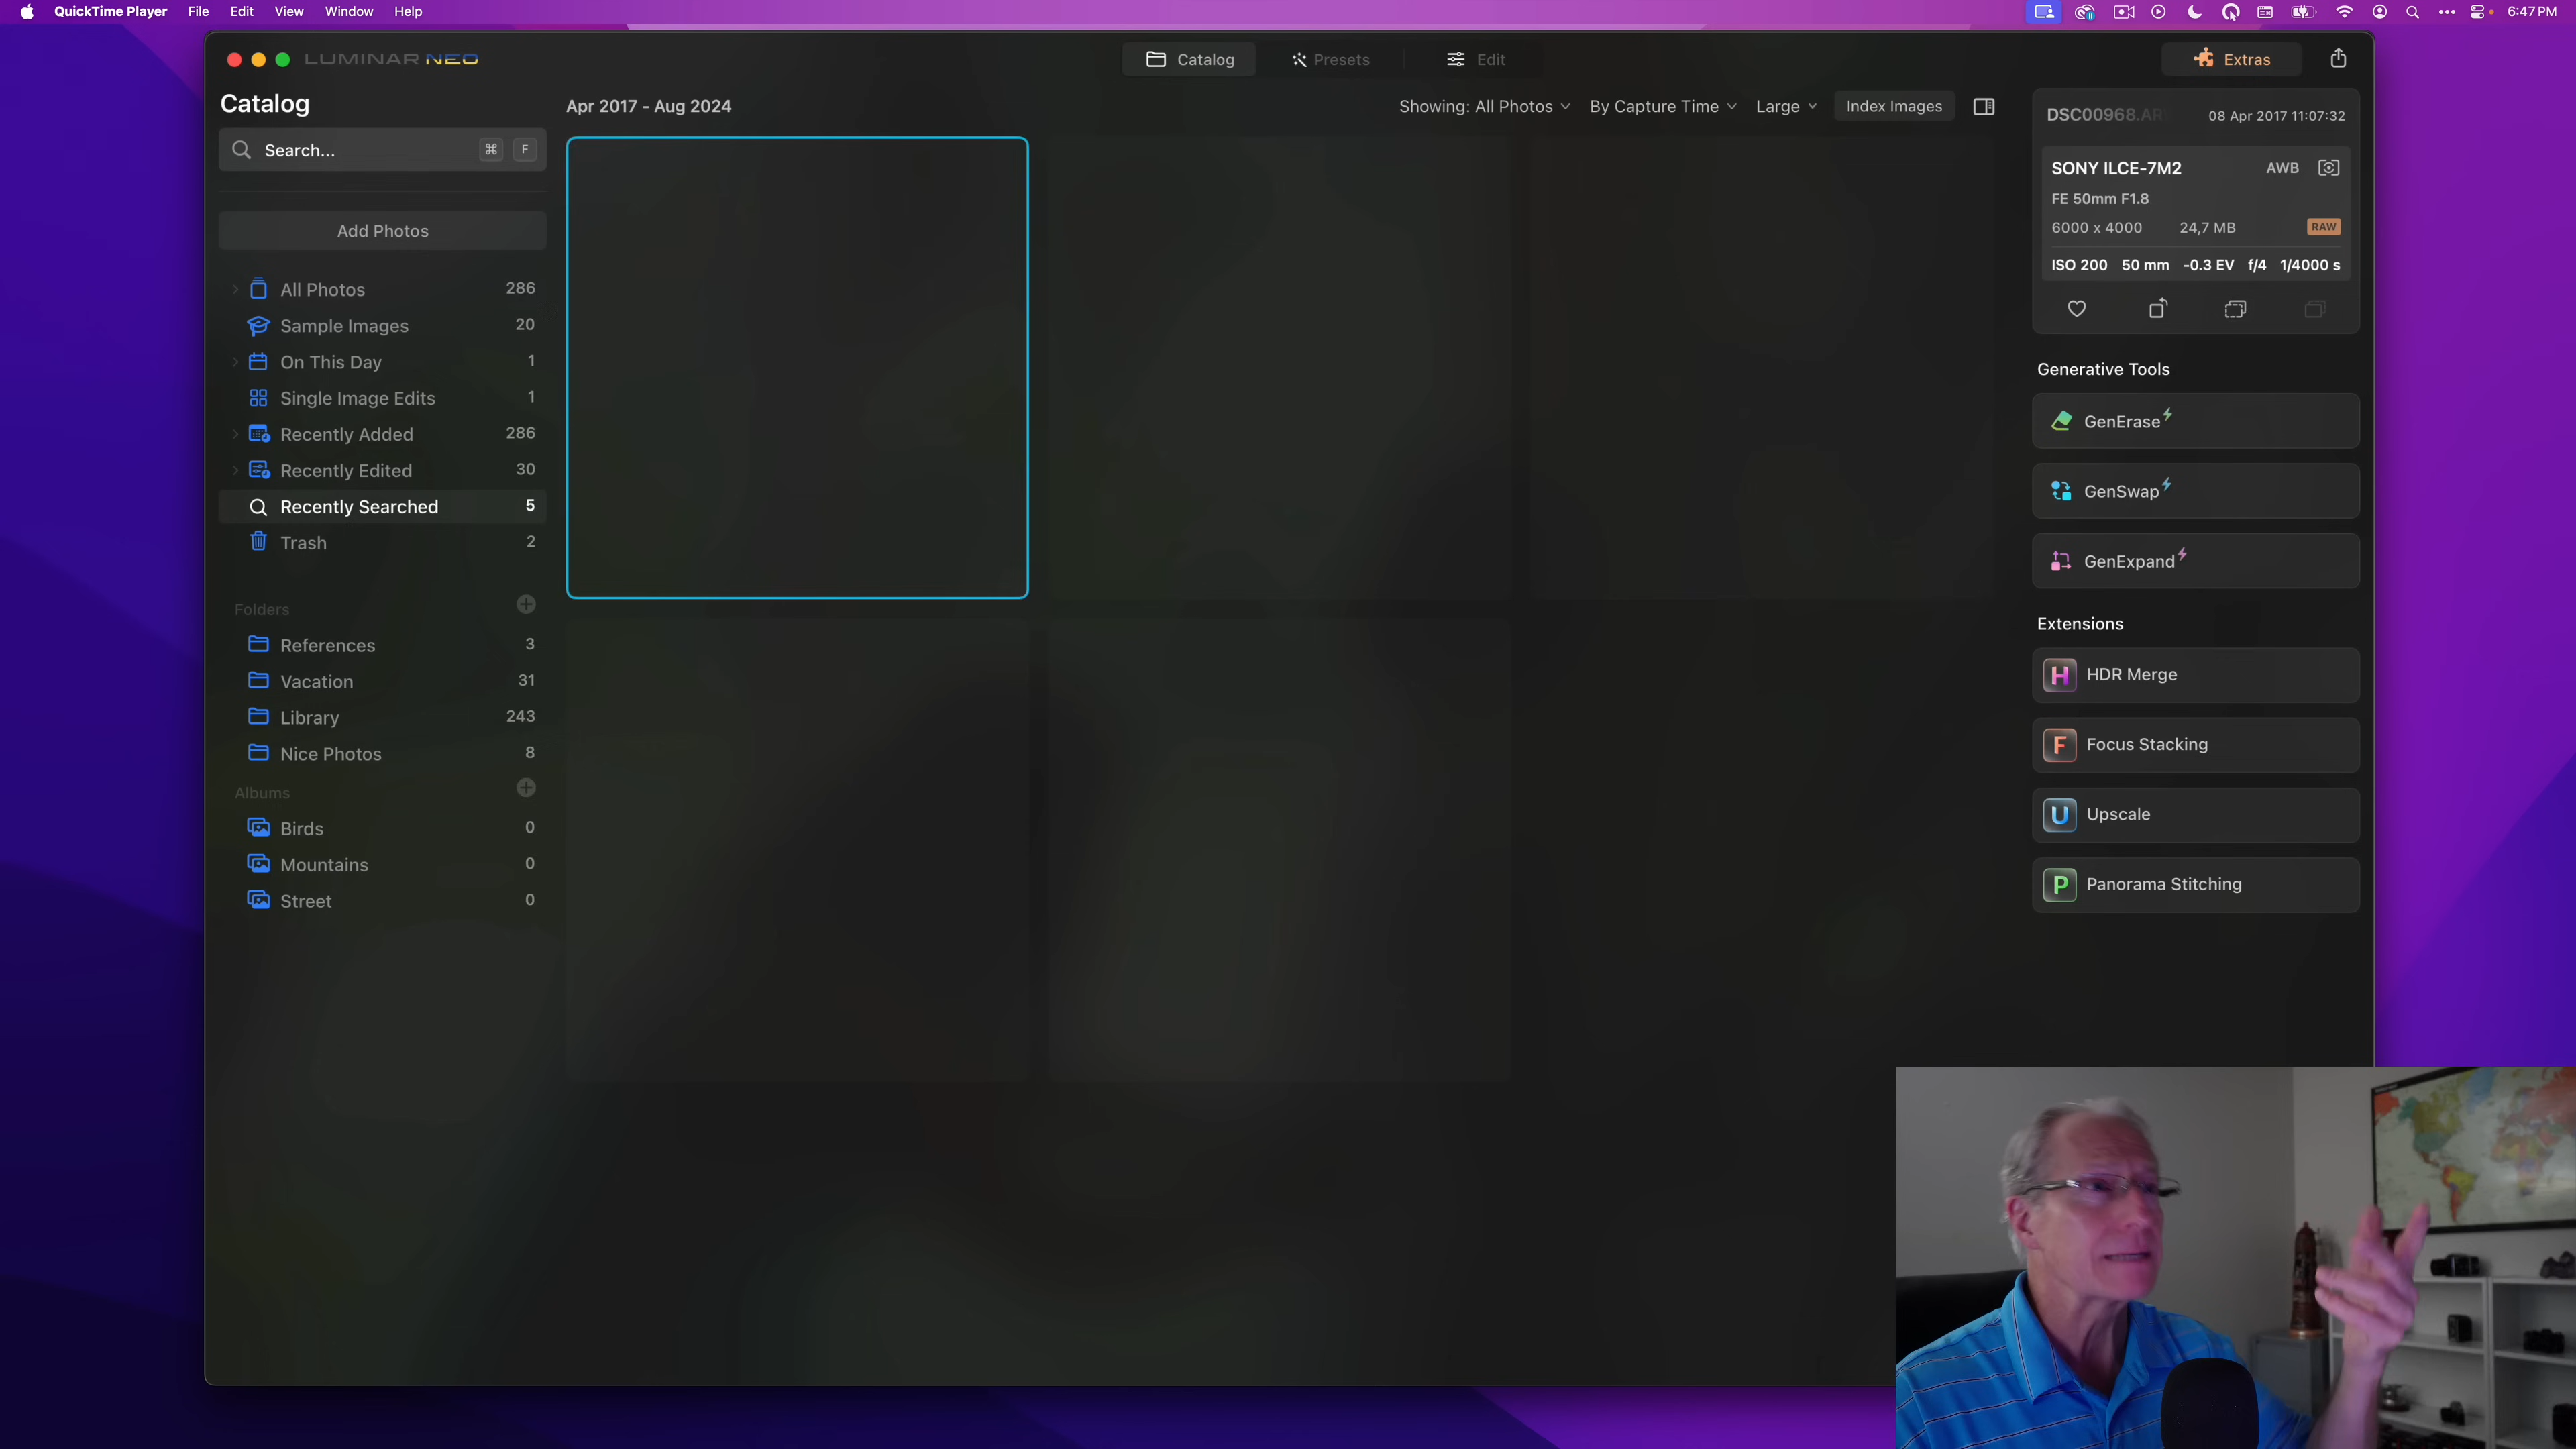 QuickTime Player File Edit View Window Help
6:47 PM
LUMINAR NEO
Catalog Presets Edit
Extras
Catalog
Apr 2017 - Aug 2024
Showing: All Photos By Capture Time Large Index Images
Search... ⌘ F
Add Photos
All Photos 286
Sample Images 20
On This Day 1
Single Image Edits 1
Recently Added 286
Recently Edited 30
Recently Searched 5
Trash 2
Folders
References 3
Vacation 31
Library 243
Nice Photos 8
Albums
Birds 0
Mountains 0
Street 0
DSC00968.AR 08 Apr 2017 11:07:32
SONY ILCE-7M2 AWB
FE 50mm F1.8
6000 x 4000 24,7 MB RAW
ISO 200 50 mm -0.3 EV f/4 1/4000 s
Generative Tools
GenErase
GenSwap
GenExpand
Extensions
H HDR Merge
F Focus Stacking
U Upscale
P Panorama Stitching